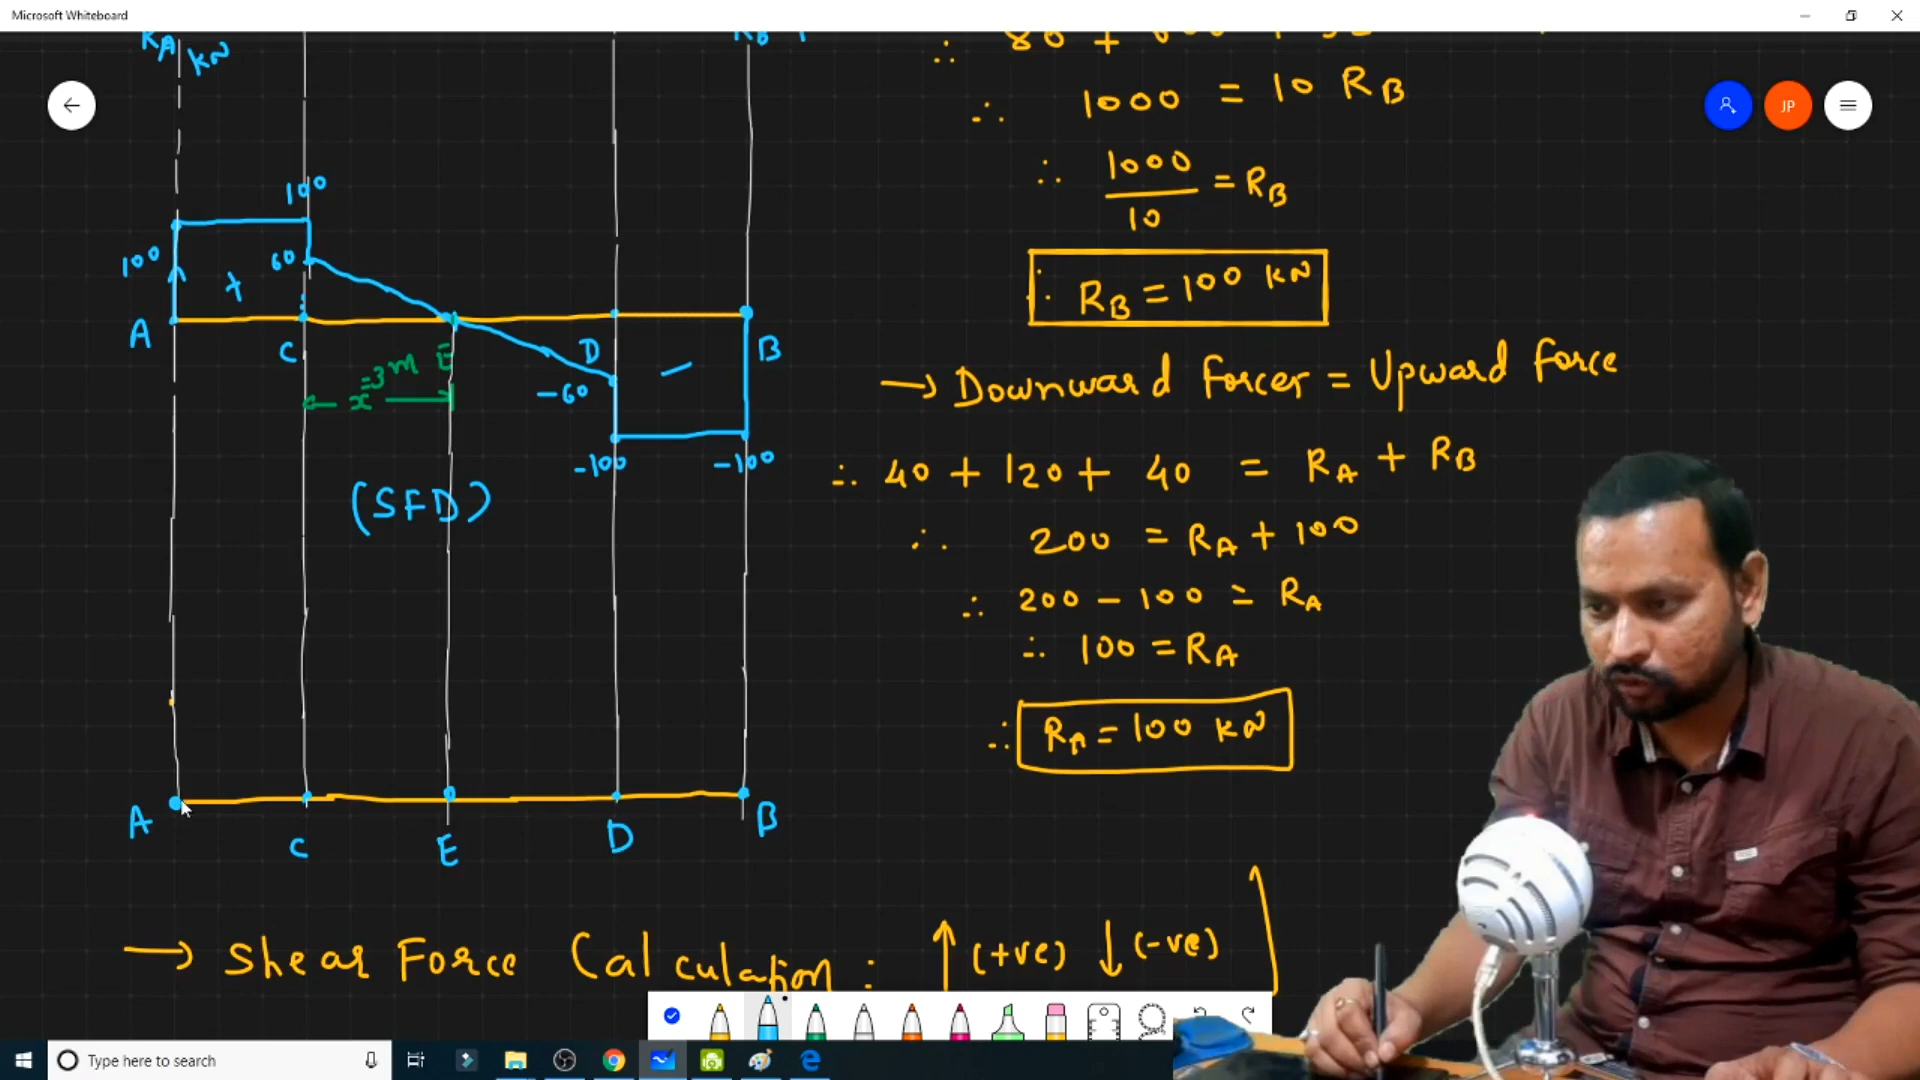 Microsoft Whiteboard
RA kN
RB
100
100
60
+
A
C
E
D
B
=3m
x
-60
-
-100
-100
(SFD)
A
C
E
D
B
→ Shear Force Calculation : ↑ (+ve) ↓ (-ve)
∴ 1000 = 10 RB
∴ 1000/10 = RB
∴ RB = 100 kN
→ Downward Forces = Upward Force
∴ 40 + 120 + 40 = RA + RB
∴ 200 = RA + 100
∴ 200 - 100 = RA
∴ 100 = RA
∴ RA = 100 kN
JP
Type here to search